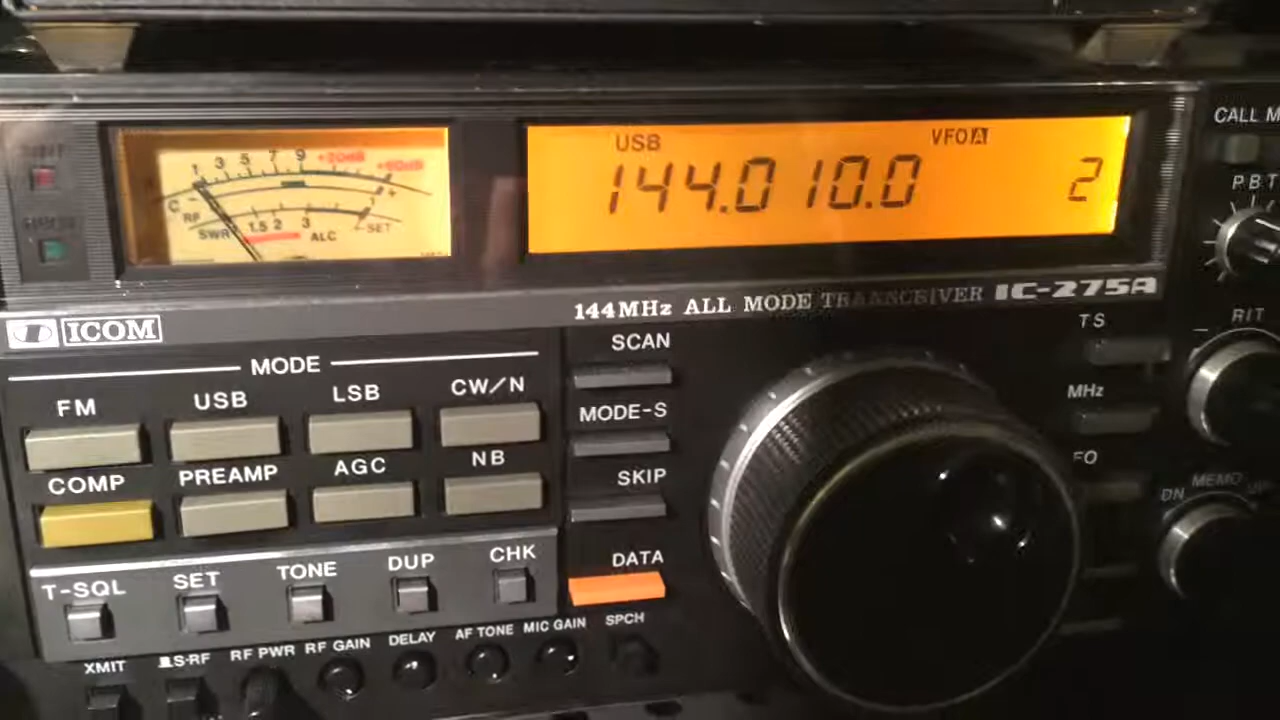 CALL M
USB
VFO A
144.010.0
2
1 3 5 7 9 +20dB +60dB
C
RF
SWR
1.5 2 3
ALC
SET
PBT
144MHz ALL MODE TRANSCEIVER IC-275A
ICOM
MODE
SCAN
TS
RIT
FM
USB
LSB
CW/N
MODE-S
MHz
COMP
PREAMP
AGC
NB
SKIP
DN
MEMO
T-SQL
SET
TONE
DUP
CHK
DATA
XMIT
S-RF
RF PWR
RF GAIN
DELAY
AF TONE
MIC GAIN
SPCH